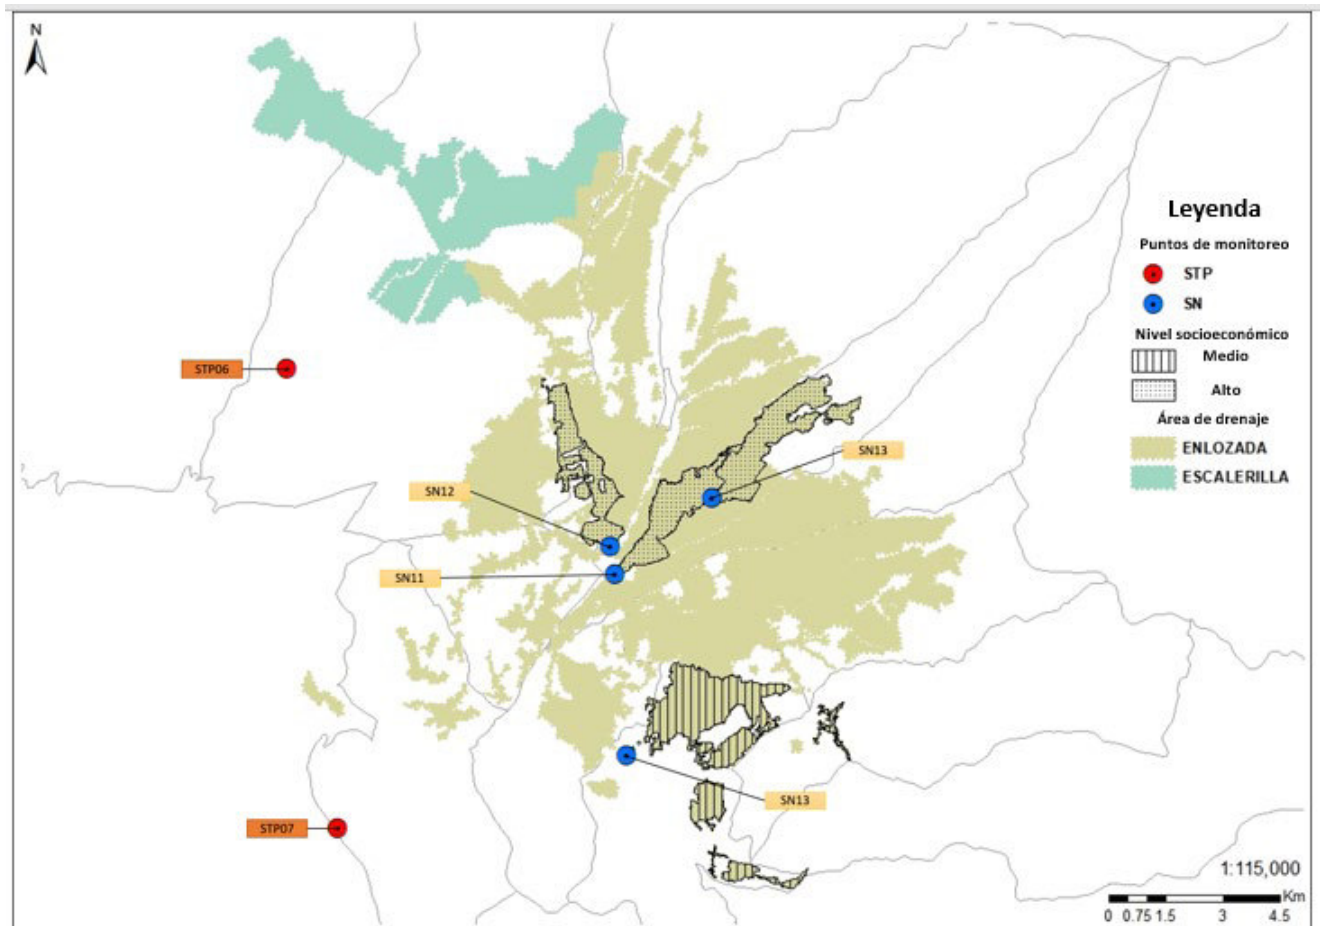 N
Leyenda
Puntos de monitoreo
STP
SN
Nivel socioeconómico
Medio
Alto
Área de drenaje
ENLOZADA
ESCALERILLA
STP06
SN13
SN12
SN11
SN13
STP07
1:115,000
Km
0 0.75 1.5 3 4.5